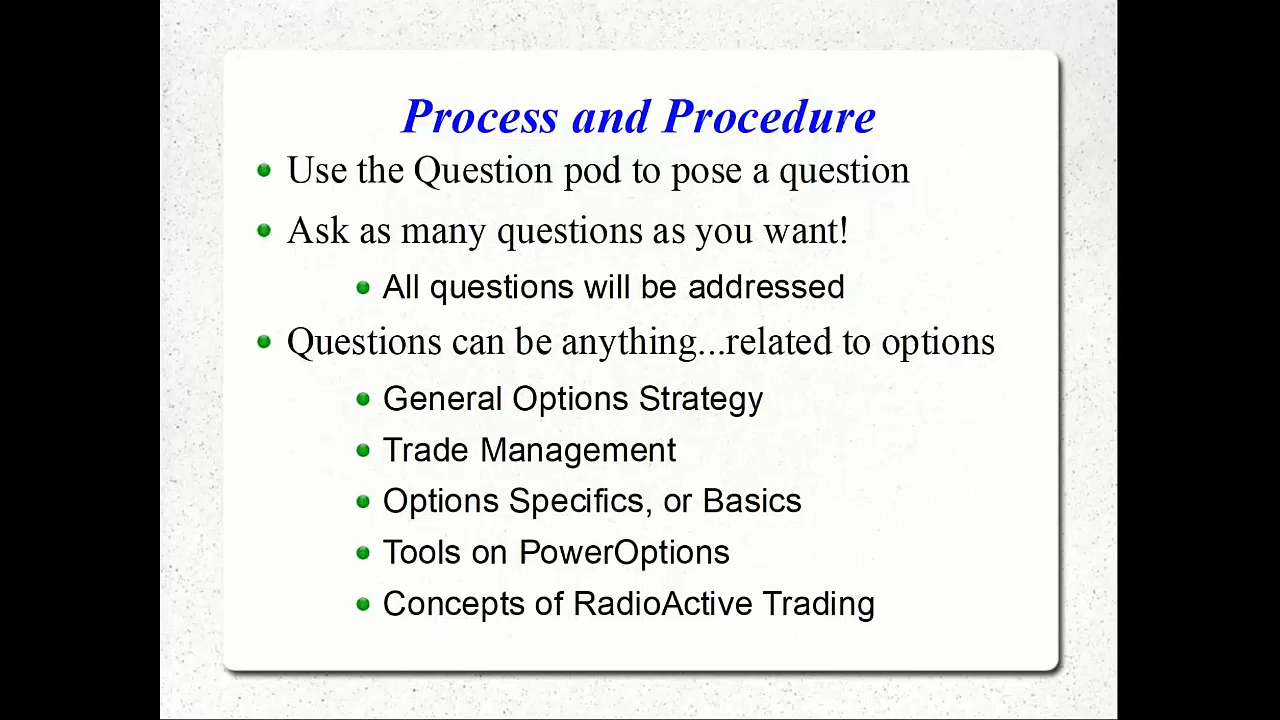 Process and Procedure
Use the Question pod to pose a question
Ask as many questions as you want!
All questions will be addressed
Questions can be anything...related to options
General Options Strategy
Trade Management
Options Specifics, or Basics
Tools on PowerOptions
Concepts of RadioActive Trading